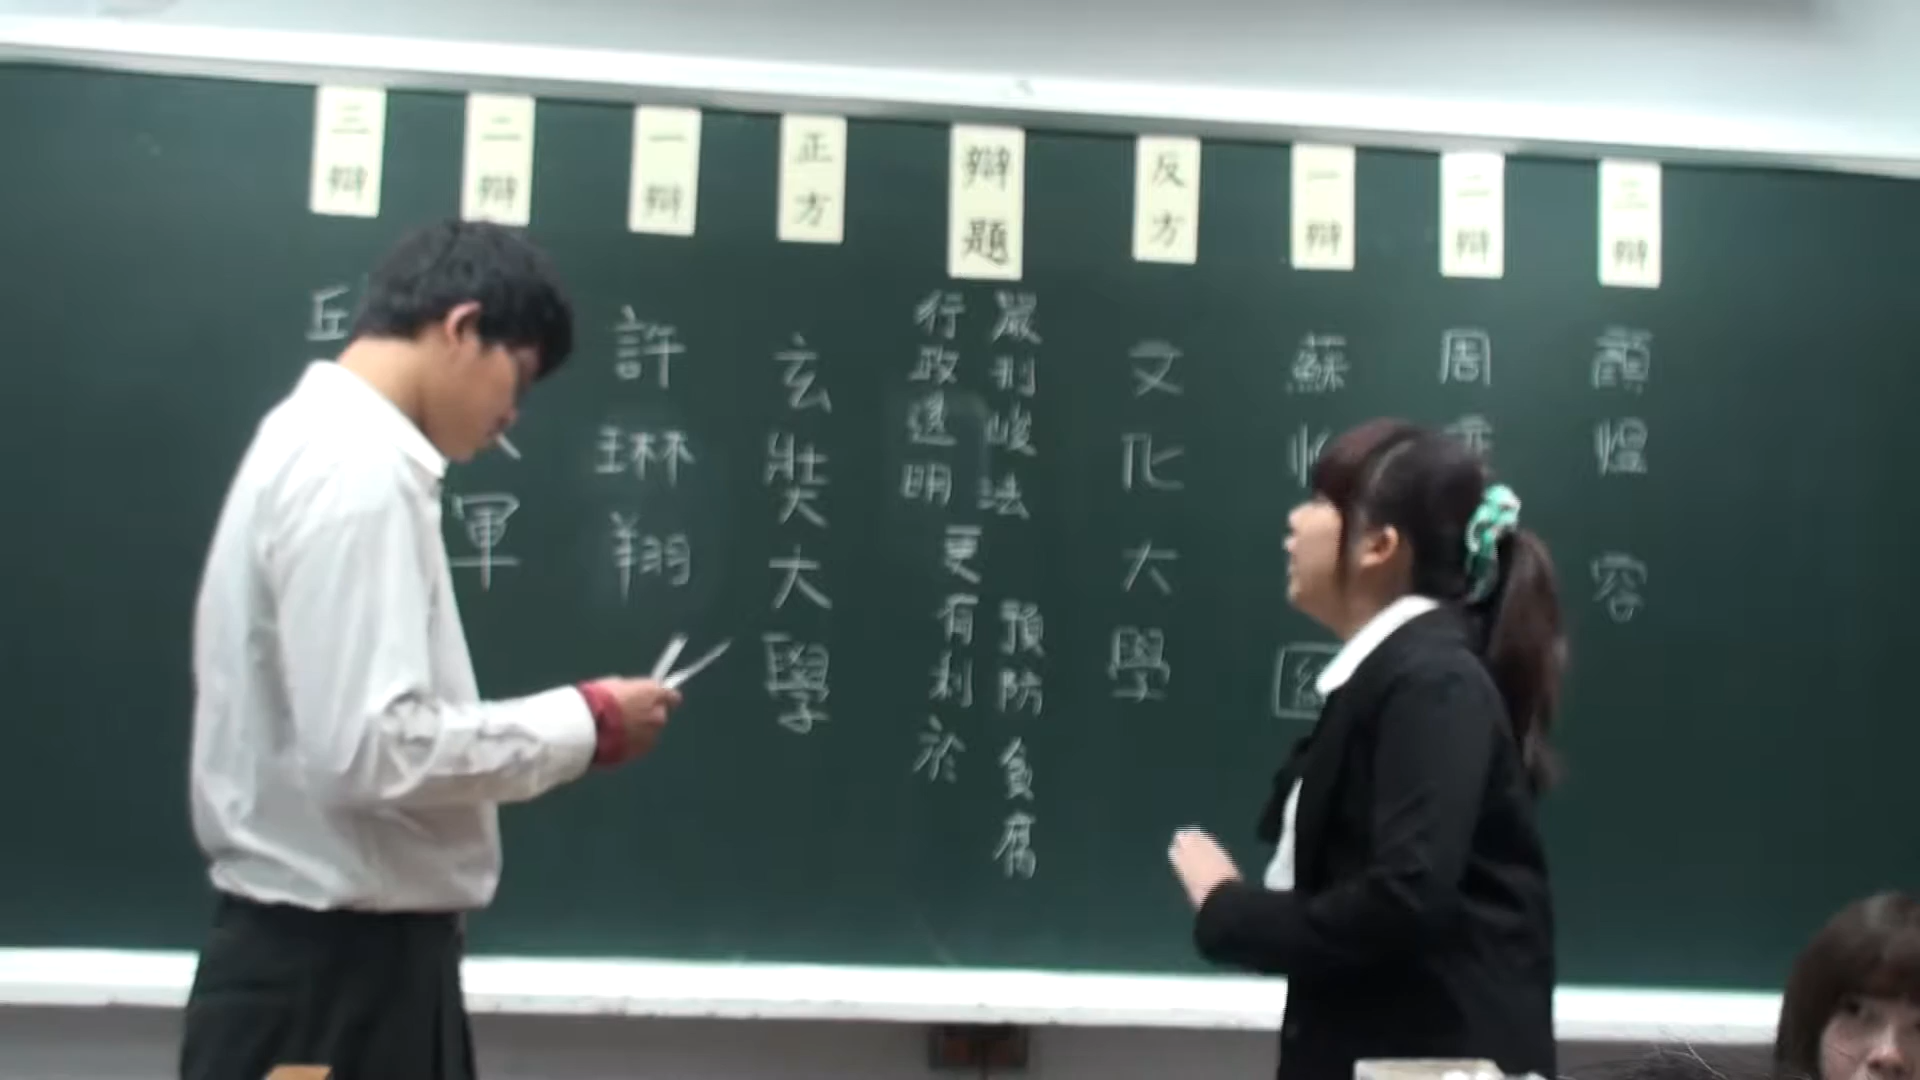 三辯
顏
容
二辯
周
一辯
蘇
反方
文化大學
辯題
嚴刑峻法
行政透明
更有利於
預防貪腐
正方
玄奘大學
一辯
許琳翔
二辯
軍
三辯
丘